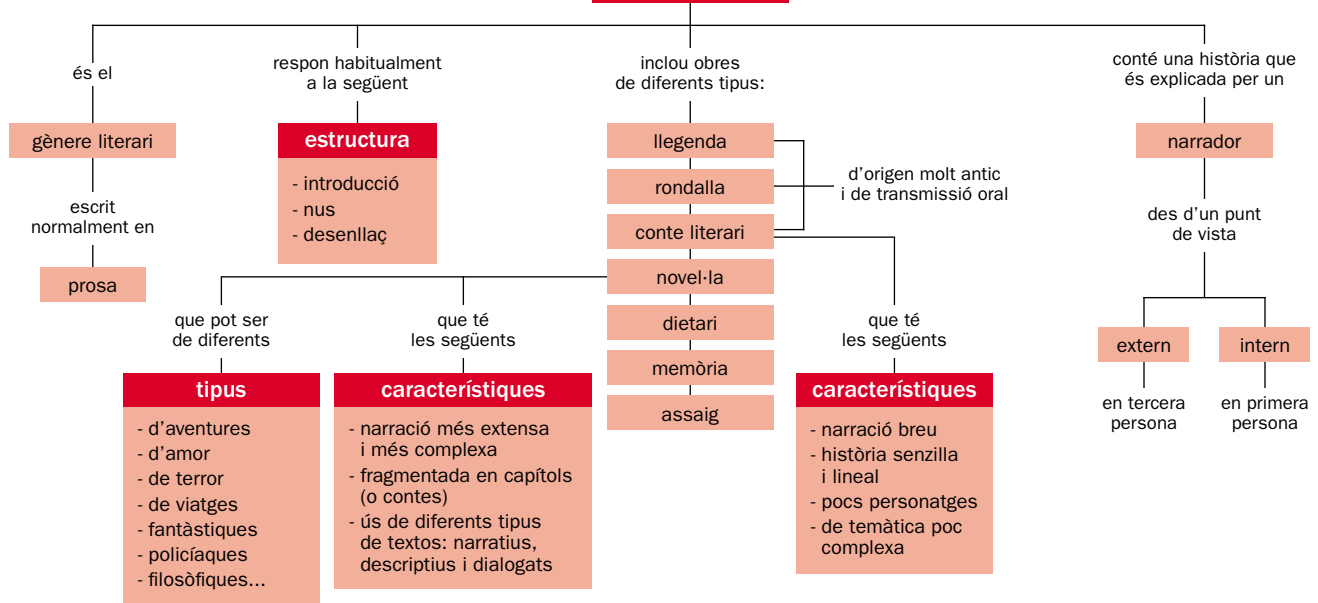 és el
gènere literari
escrit
normalment en
prosa
respon habitualment
a la següent
estructura
- introducció
- nus
- desenllaç
inclou obres
de diferents tipus:
llegenda
rondalla
conte literari
novel·la
dietari
memòria
assaig
d’origen molt antic
i de transmissió oral
que pot ser
de diferents
tipus
- d’aventures
- d’amor
- de terror
- de viatges
- fantàstiques
- policíaques
- filosòfiques...
que té
les següents
característiques
- narració més extensa
i més complexa
- fragmentada en capítols
(o contes)
- ús de diferents tipus
de textos: narratius,
descriptius i dialogats
que té
les següents
característiques
- narració breu
- història senzilla
i lineal
- pocs personatges
- de temàtica poc
complexa
conté una història que
és explicada per un
narrador
des d’un punt
de vista
extern
en tercera
persona
intern
en primera
persona